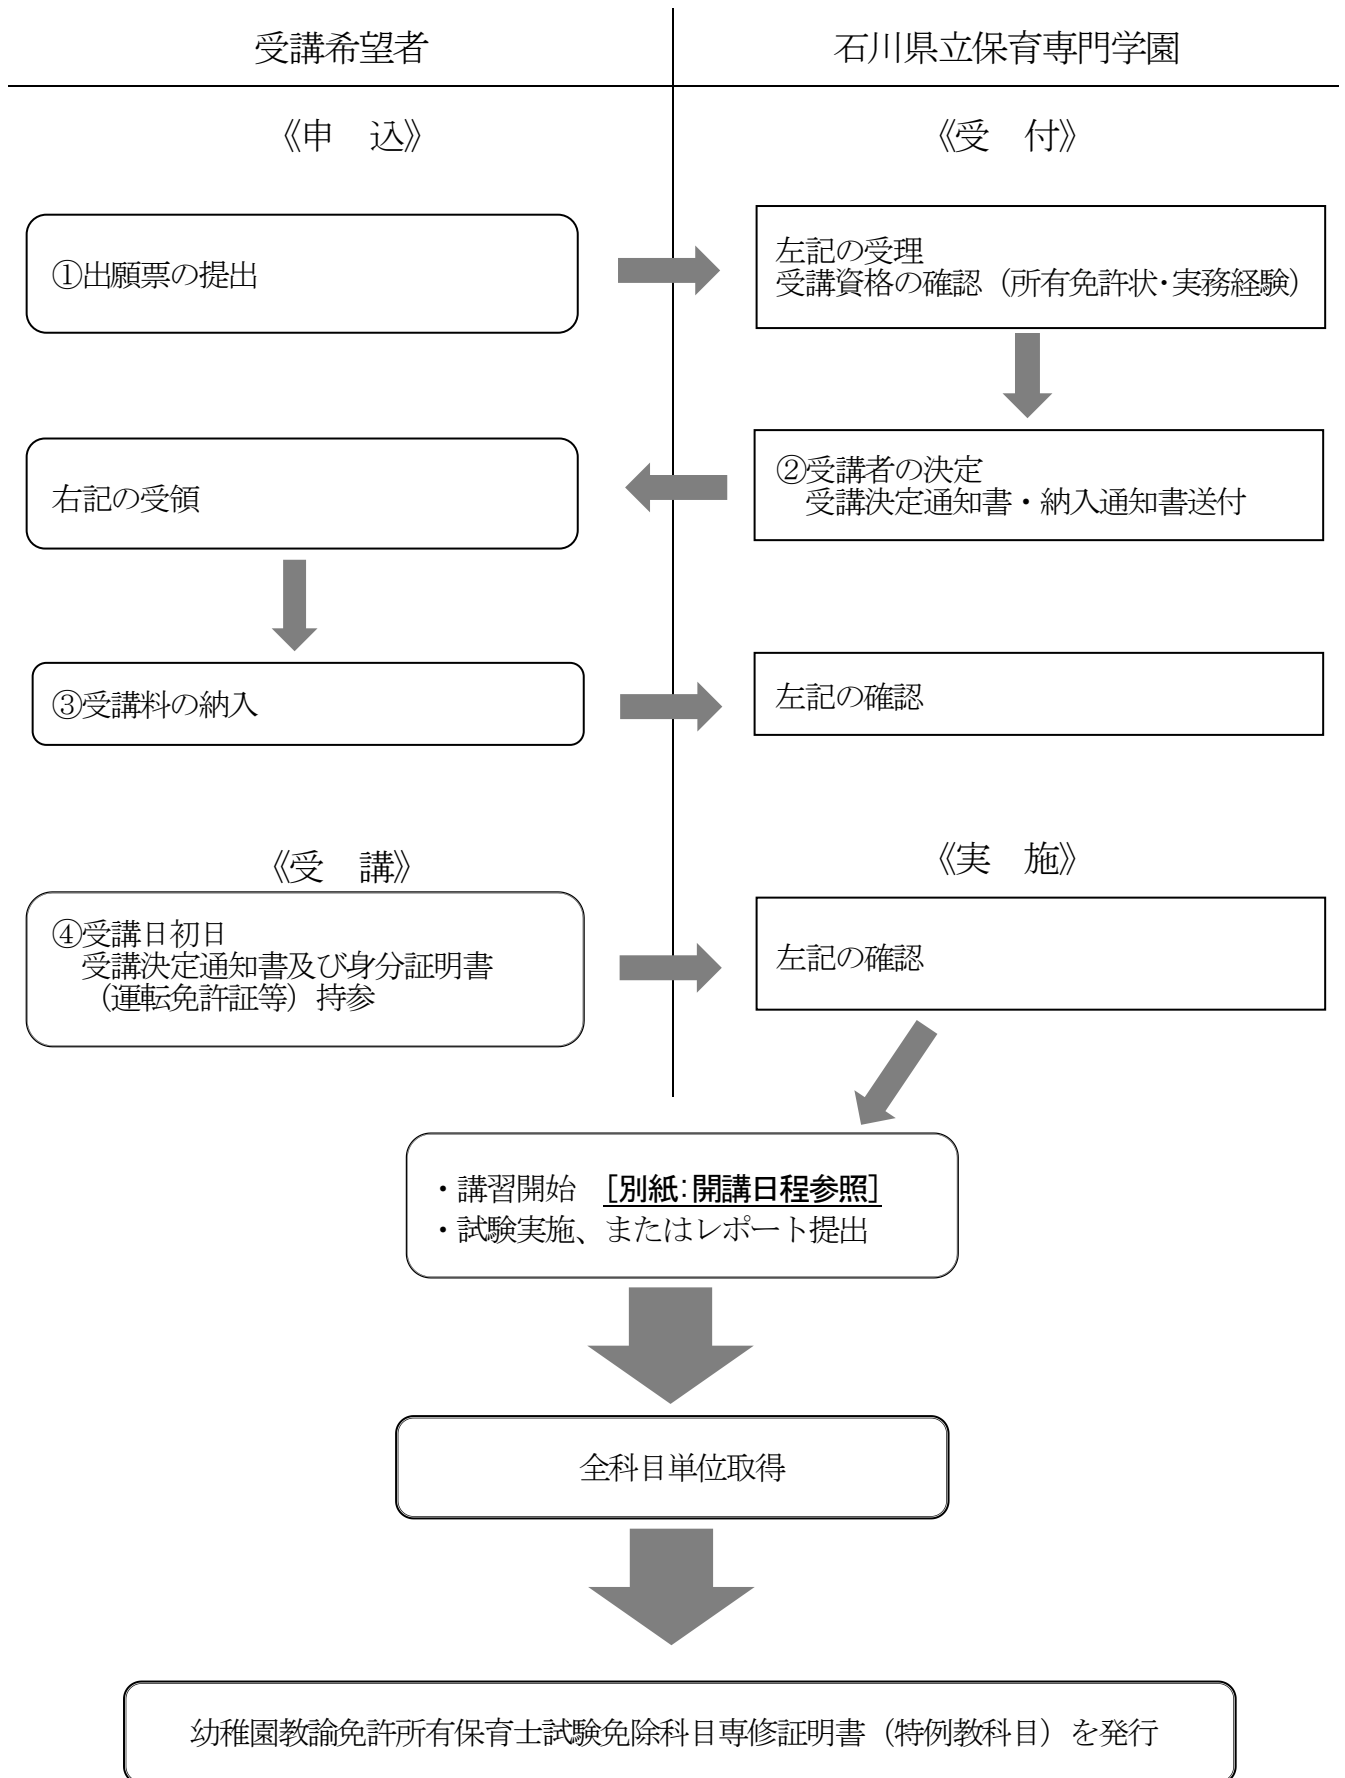 受講希望者
石川県立保育専門学園
《申　込》
《受　付》
①出願票の提出
左記の受理
受講資格の確認（所有免許状・実務経験）
右記の受領
②受講者の決定
受講決定通知書・納入通知書送付
③受講料の納入
左記の確認
《受　講》
《実　施》
④受講日初日
受講決定通知書及び身分証明書
（運転免許証等）持参
左記の確認
・講習開始　[別紙:開講日程参照]
・試験実施、またはレポート提出
全科目単位取得
幼稚園教諭免許所有保育士試験免除科目専修証明書（特例教科目）を発行